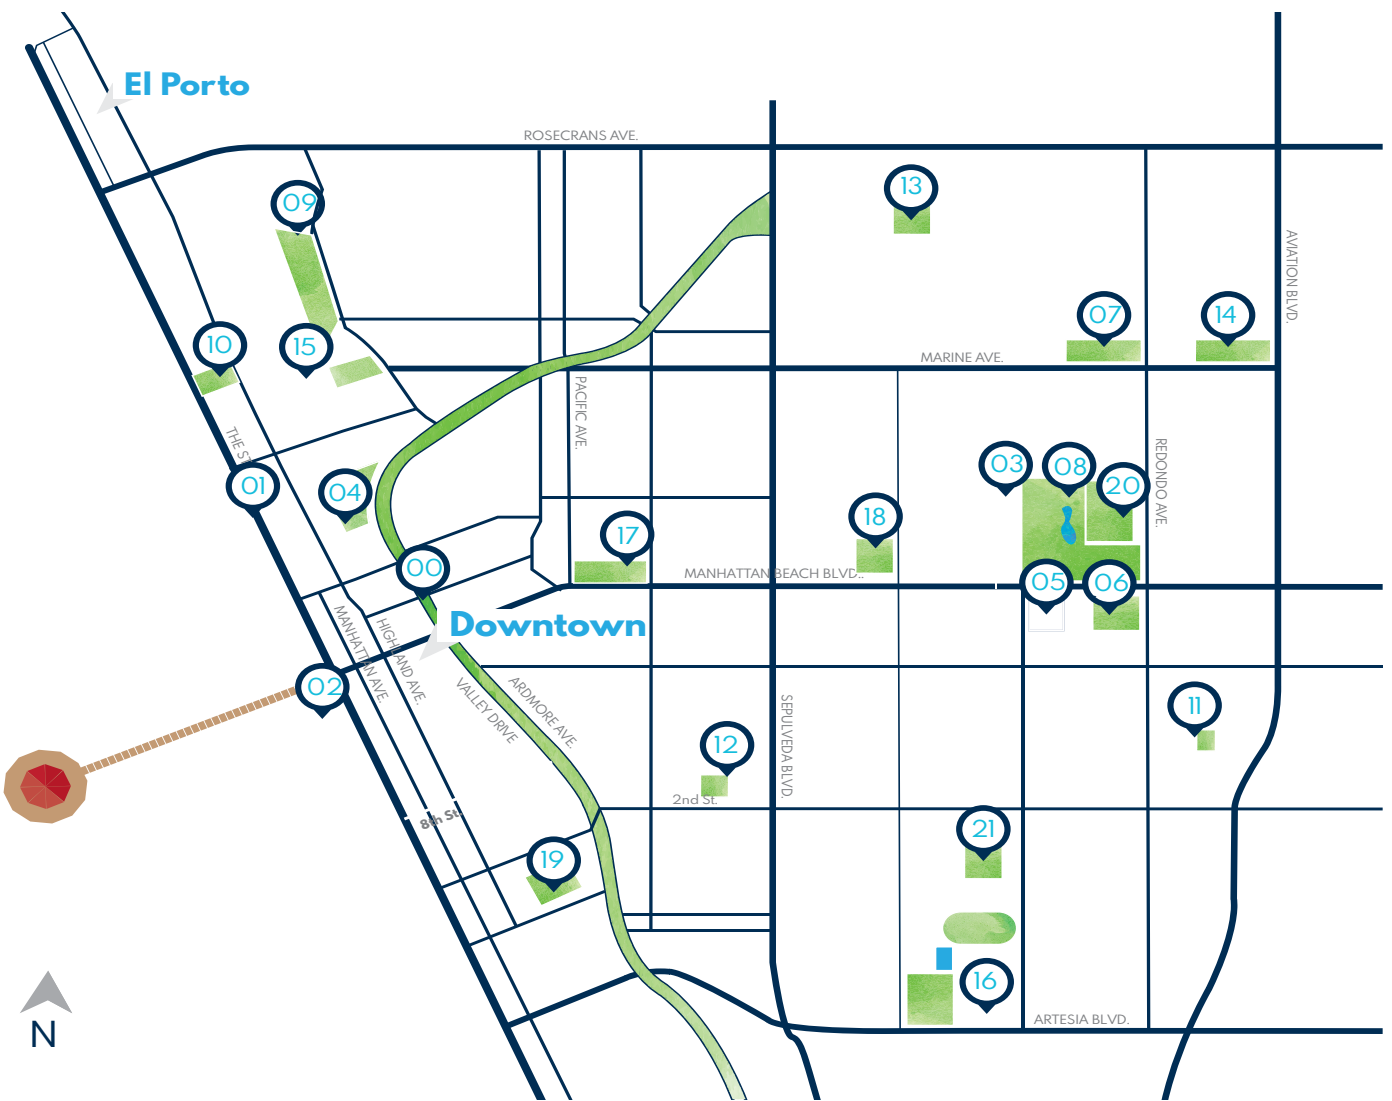 El Porto
ROSECRANS AVE.
13
09
AVIATION BLVD.
07
14
10
15
MARINE AVE.
PACIFIC AVE.
THE ST
REDONDO AVE.
03
08
20
01
04
18
17
00
MANHATTAN BEACH BLVD..
05
06
Downtown
MANHATTAN AVE.
HIGHLAND AVE.
02
VALLEY DRIVE
ARDMORE AVE.
SEPULVEDA BLVD.
11
12
2nd St.
8th St.
21
19
16
N
ARTESIA BLVD.